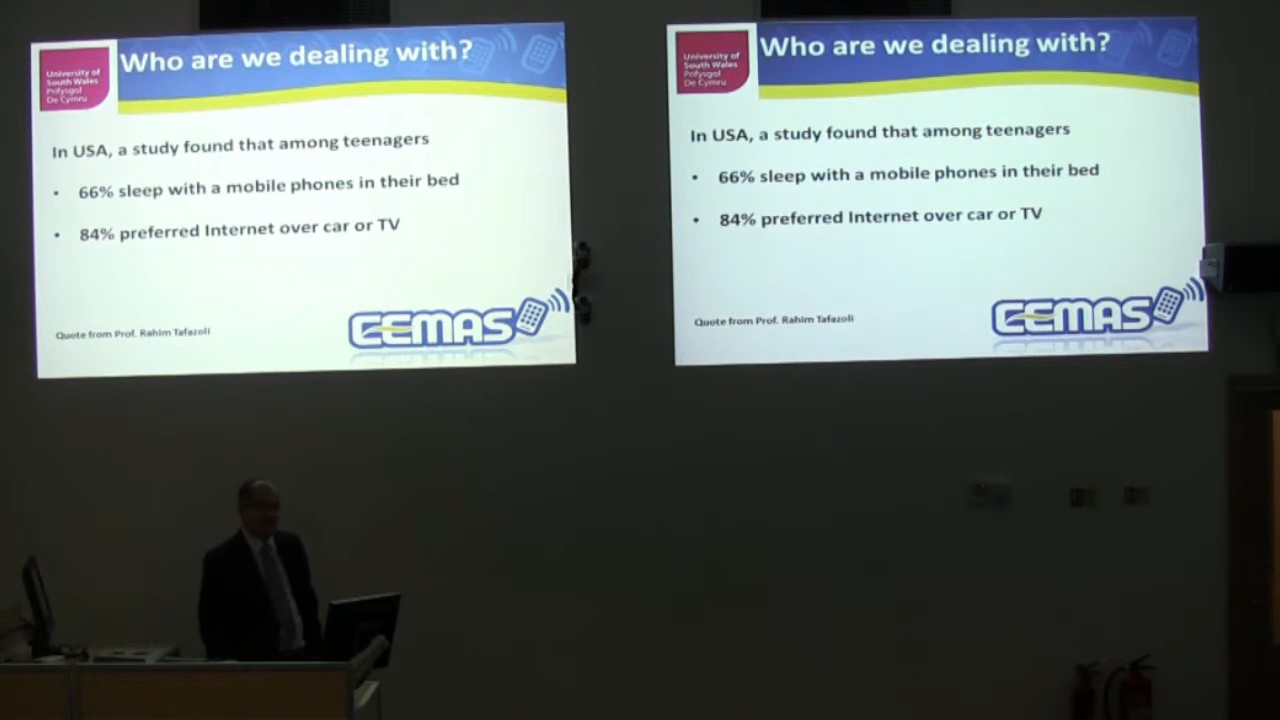 University of
South Wales
Prifysgol
De Cymru
Who are we dealing with?
In USA, a study found that among teenagers
• 66% sleep with a mobile phones in their bed
• 84% preferred Internet over car or TV
Quote from Prof. Rahim Tafazoli
CEMAS
University of
South Wales
Prifysgol
De Cymru
Who are we dealing with?
In USA, a study found that among teenagers
• 66% sleep with a mobile phones in their bed
• 84% preferred Internet over car or TV
Quote from Prof. Rahim Tafazoli
CEMAS